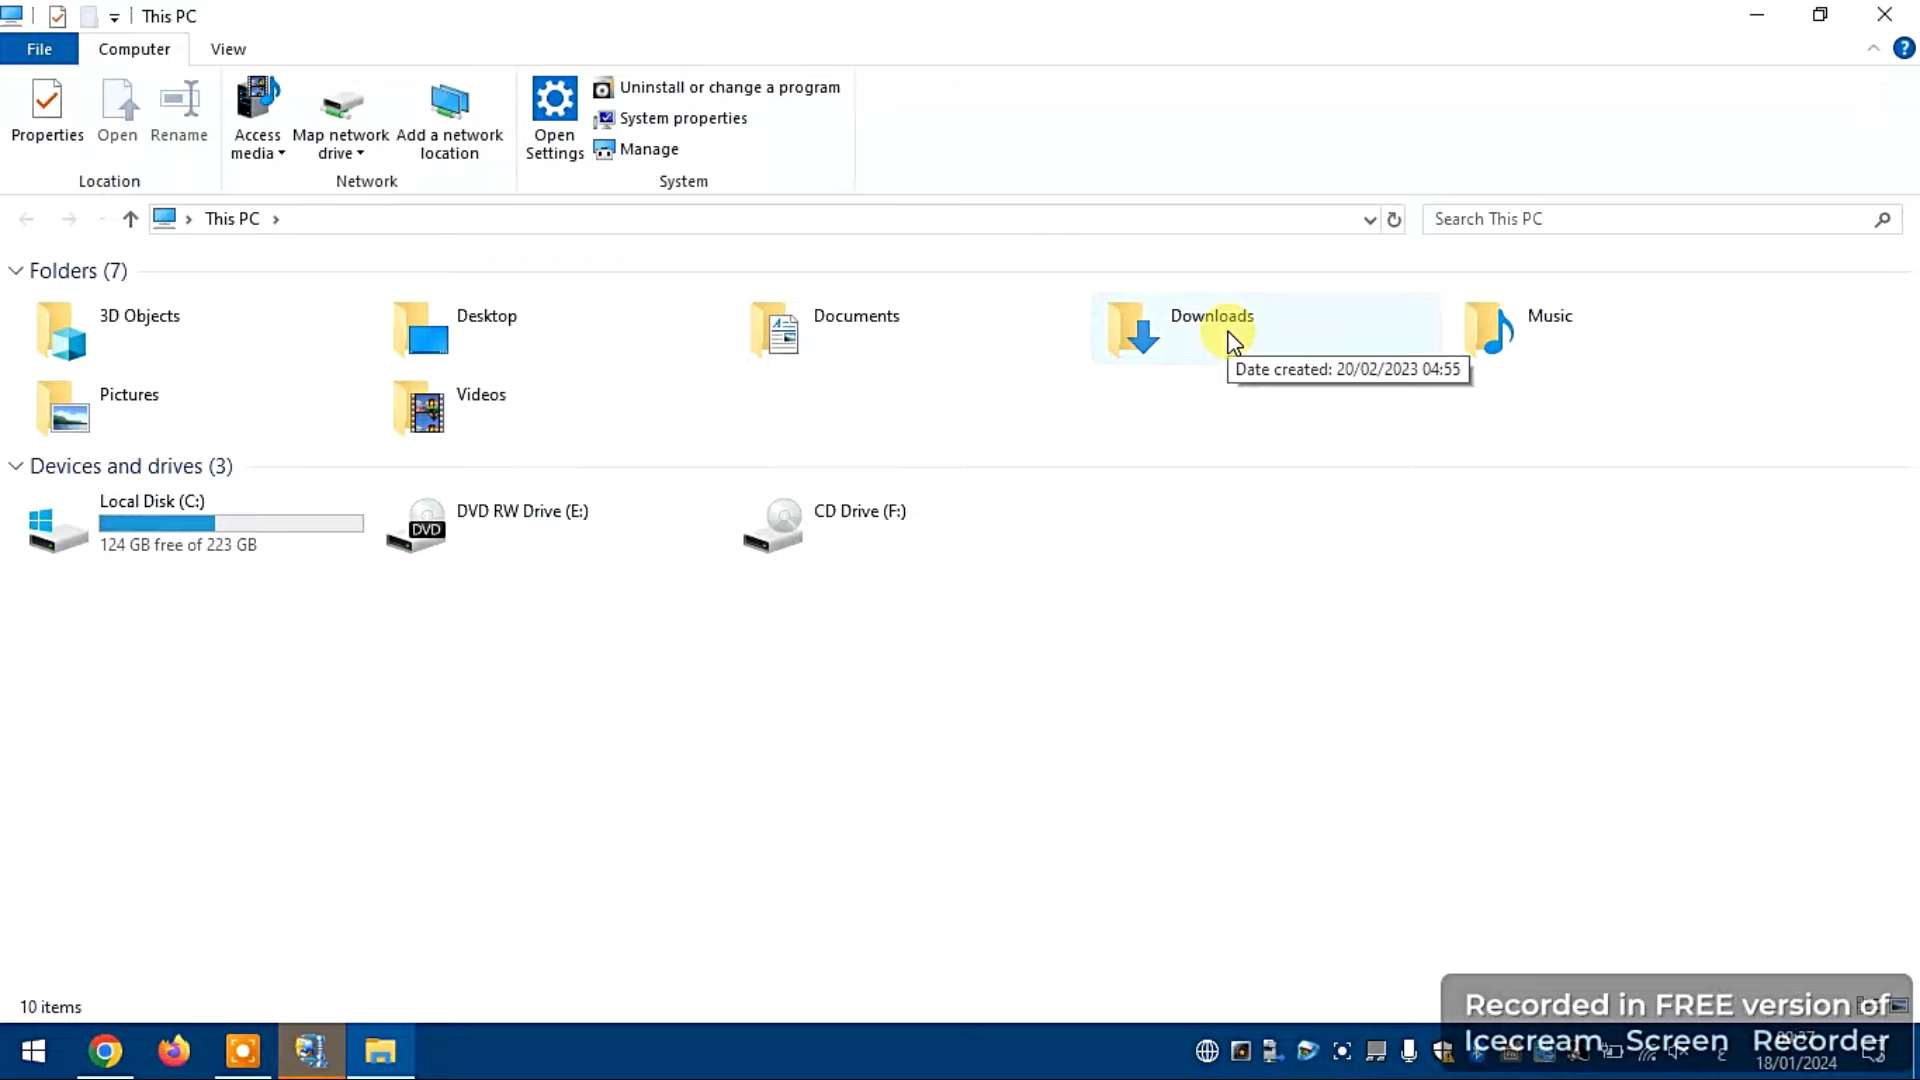 This PC
File Computer View
Properties Open Rename Access media Map network drive Add a network location Open Settings Uninstall or change a program
System properties
Manage
Location Network System
This PC Search This PC
Folders (7)
3D Objects Desktop Documents Downloads Music
Date created: 20/02/2023 04:55
Pictures Videos
Devices and drives (3)
Local Disk (C:) DVD RW Drive (E:) CD Drive (F:)
DVD
124 GB free of 223 GB
10 items
Recorded in FREE version of
Icecream Screen Recorder
18/01/2024